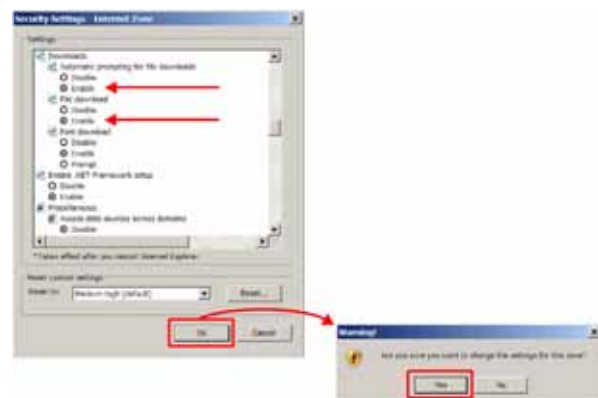 Security Settings - Internet Zone
Settings
Downloads
Automatic prompting for file downloads
Disable
Enable
File download
Disable
Enable
Font download
Disable
Enable
Prompt
Enable .NET Framework setup
Disable
Enable
Miscellaneous
Access data sources across domains
Disable
*Takes effect after you restart Internet Explorer
Reset custom settings
Reset to:
Medium-high (default)
Reset...
OK
Cancel
Warning!
Are you sure you want to change the settings for this zone?
Yes
No